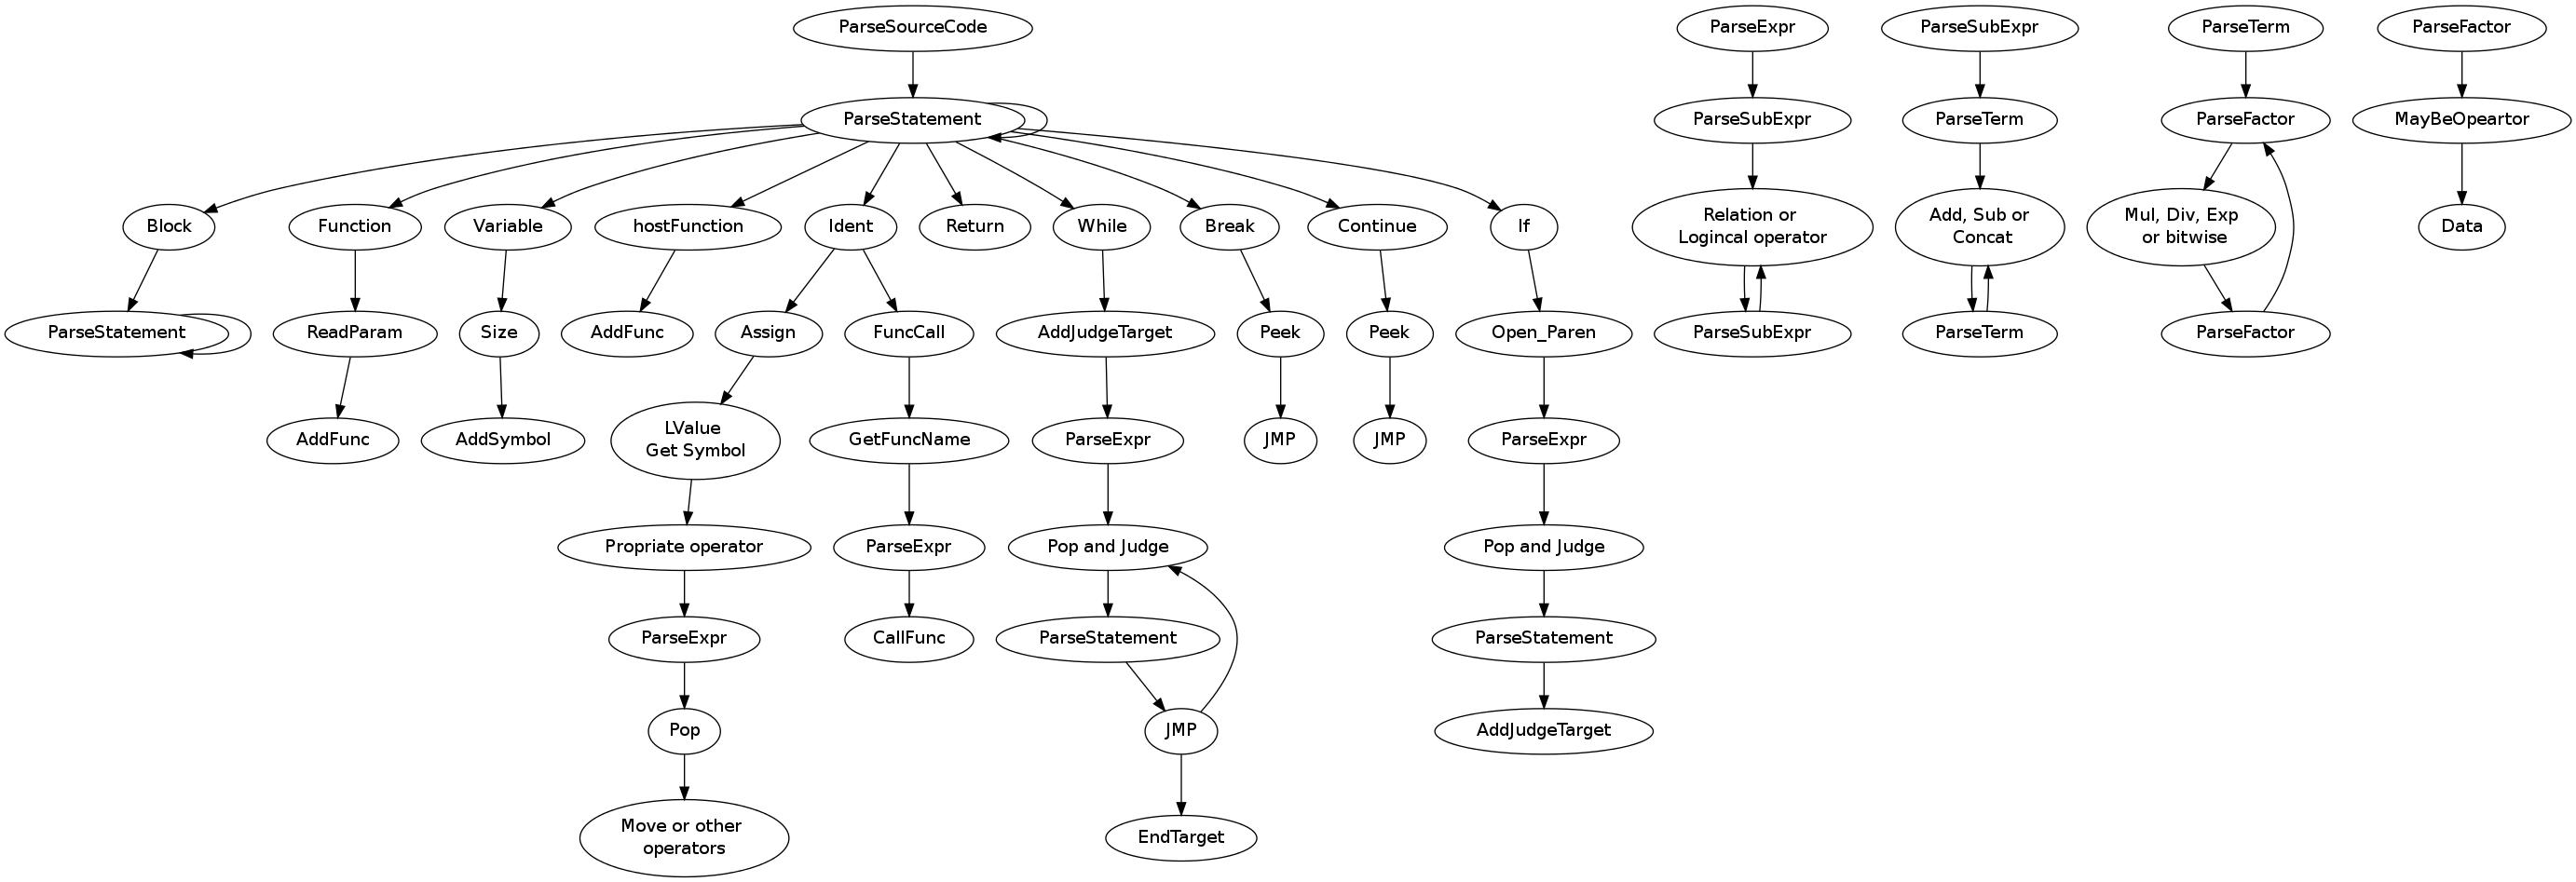 ParseSourceCode
ParseExpr
ParseSubExpr
ParseTerm
ParseFactor
ParseStatement
ParseSubExpr
ParseTerm
ParseFactor
MayBeOpeartor
Block
Function
Variable
hostFunction
Ident
Return
While
Break
Continue
If
Relation or
Logincal operator
Add, Sub or
Concat
Mul, Div, Exp
or bitwise
Data
ParseStatement
ReadParam
Size
AddFunc
Assign
FuncCall
AddJudgeTarget
Peek
Peek
Open_Paren
ParseSubExpr
ParseTerm
ParseFactor
AddFunc
AddSymbol
LValue
Get Symbol
GetFuncName
ParseExpr
JMP
JMP
ParseExpr
Propriate operator
ParseExpr
Pop and Judge
Pop and Judge
ParseExpr
CallFunc
ParseStatement
ParseStatement
Pop
JMP
AddJudgeTarget
Move or other
operators
EndTarget